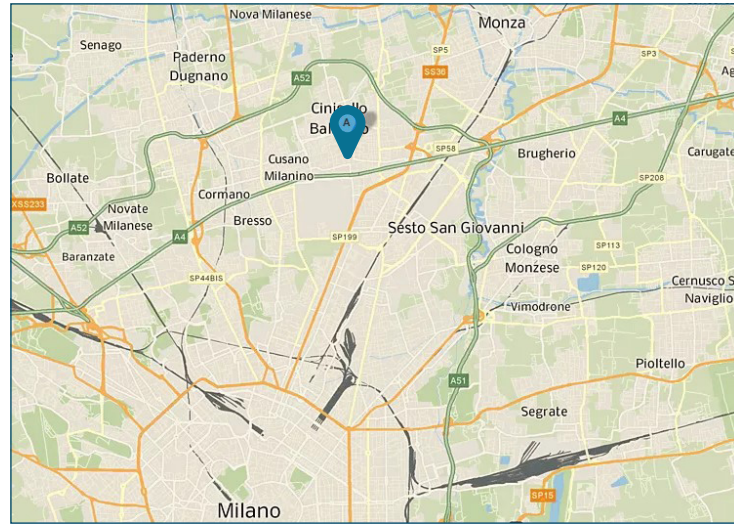 Nova Milanese
Monza
Senago
Paderno
Dugnano
SP5
SP3
A52
SS36
Cinisello
A
A4
SP58
Brugherio
Carugate
Cusano
Milanino
Bollate
Cormano
SP208
XSS233
Novate
Milanese
Bresso
A52
A4
SP199
Sesto San Giovanni
Cologno
Monzese
SP113
Baranzate
SP44BIS
SP120
Cernusco S
Naviglio
Vimodrone
A51
Pioltello
Segrate
SP15
Milano